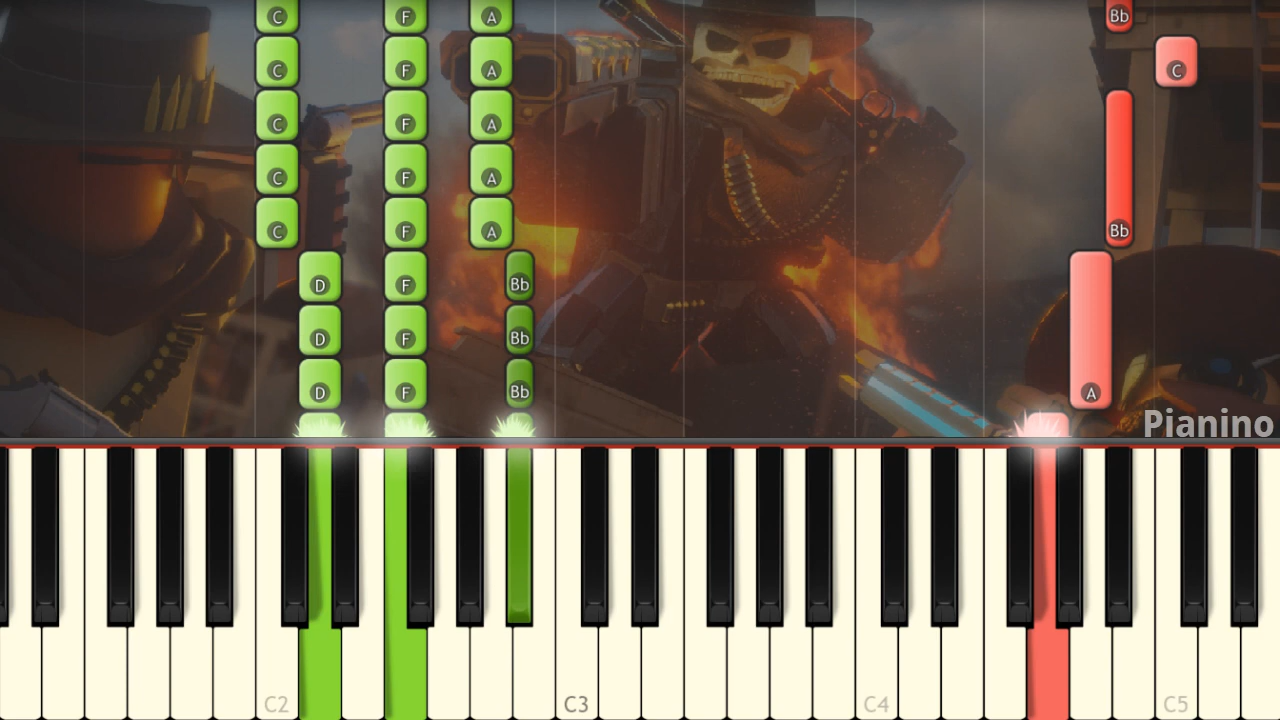 C F A Bb
C F A C
C F A
C F A
C F A Bb
D F Bb
D F Bb
D F Bb A
Pianino
C2 C3 C4 C5